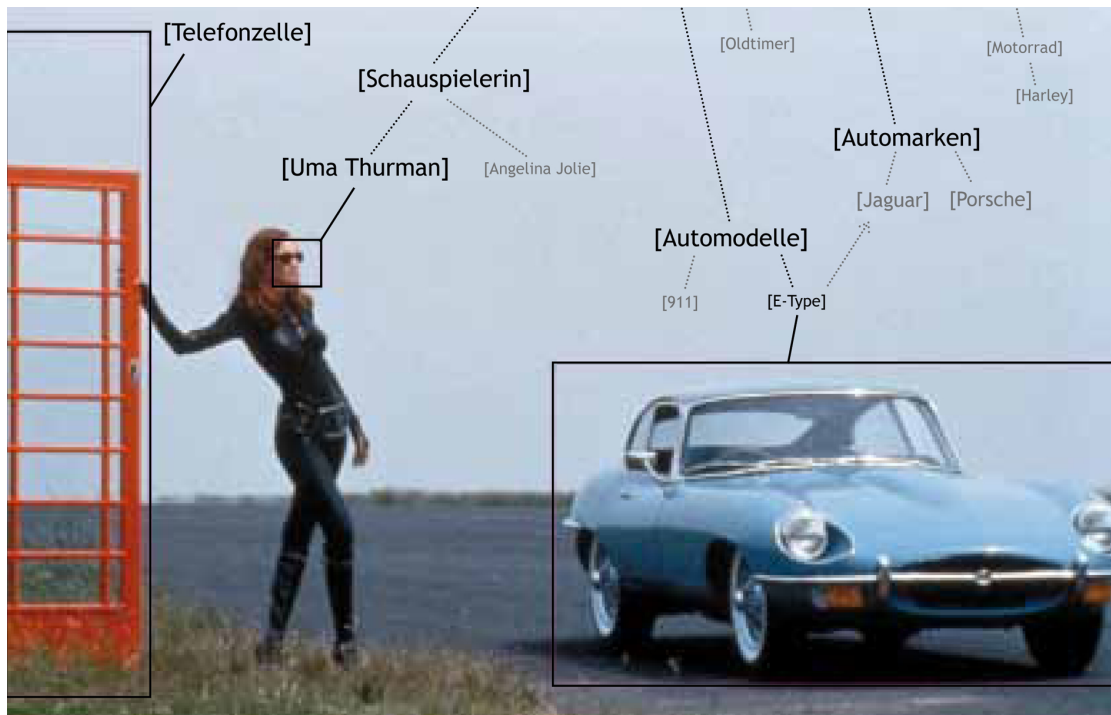 [Telefonzelle]
[Oldtimer]
[Motorrad]
[Schauspielerin]
[Harley]
[Automarken]
[Uma Thurman]
[Angelina Jolie]
[Jaguar]
[Porsche]
[Automodelle]
[911]
[E-Type]